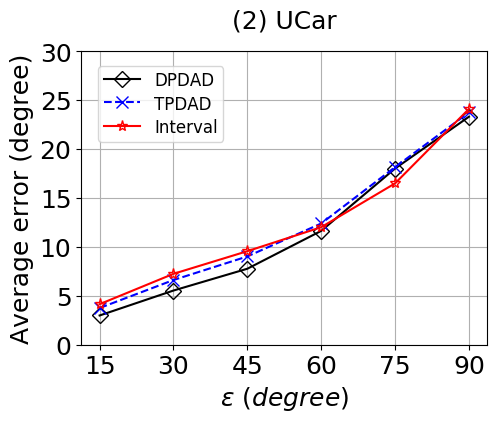 (2) UCar
30
25
20
15
10
5
0
Average error (degree)
DPDAD
TPDAD
Interval
15 30 45 60 75 90
ε (degree)